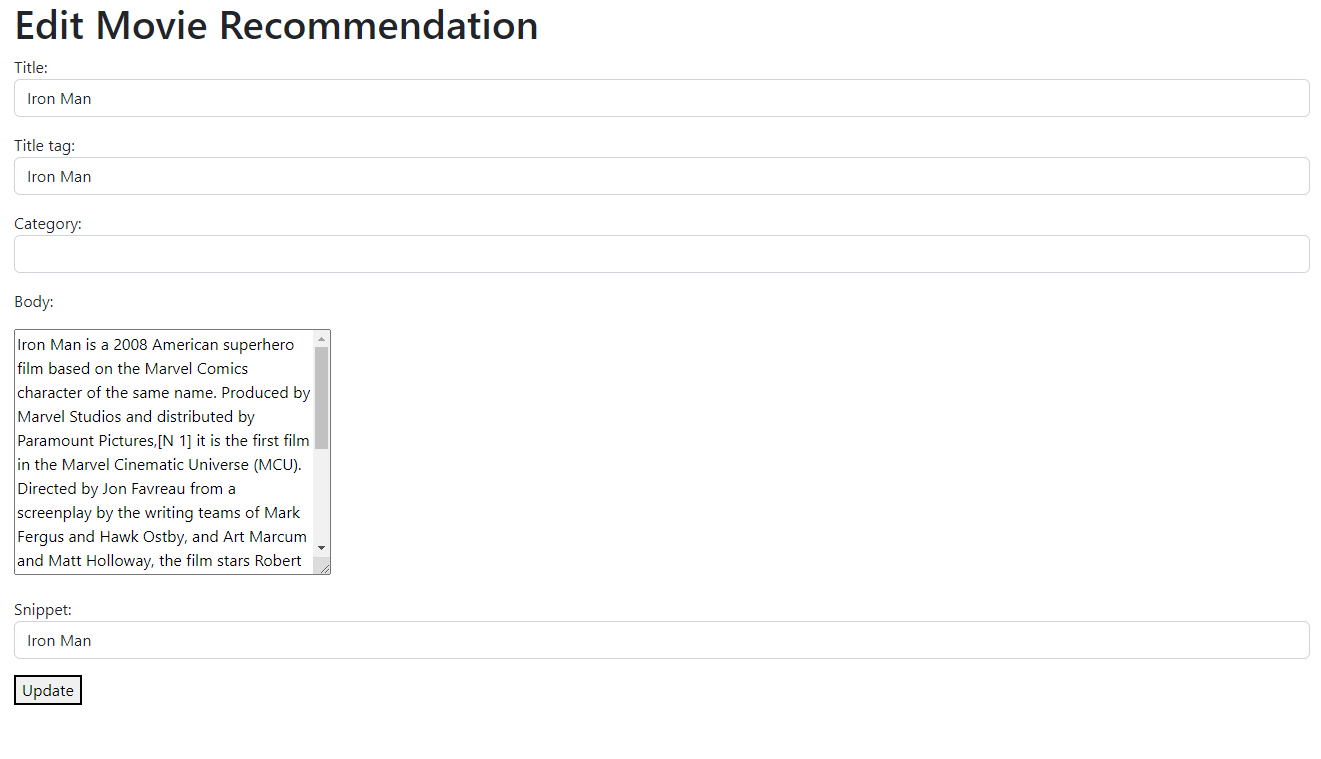 Edit Movie Recommendation
Title:
Iron Man
Title tag:
Iron Man
Category:
Body:
Iron Man is a 2008 American superhero
film based on the Marvel Comics
character of the same name. Produced by
Marvel Studios and distributed by
Paramount Pictures,[N 1] it is the first film
in the Marvel Cinematic Universe (MCU).
Directed by Jon Favreau from a
screenplay by the writing teams of Mark
Fergus and Hawk Ostby, and Art Marcum
and Matt Holloway, the film stars Robert
Snippet:
Iron Man
Update